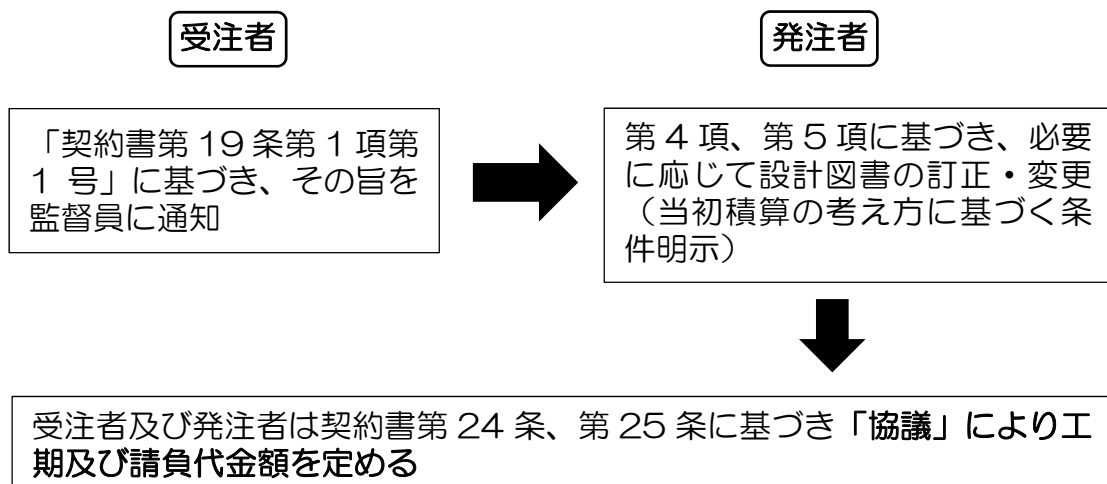 受注者
発注者
「契約書第 19 条第 1 項第
1 号」に基づき、その旨を
監督員に通知
第 4 項、第 5 項に基づき、必要
に応じて設計図書の訂正・変更
（当初積算の考え方に基づく条
件明示）
受注者及び発注者は契約書第 24 条、第 25 条に基づき「協議」により工
期及び請負代金額を定める